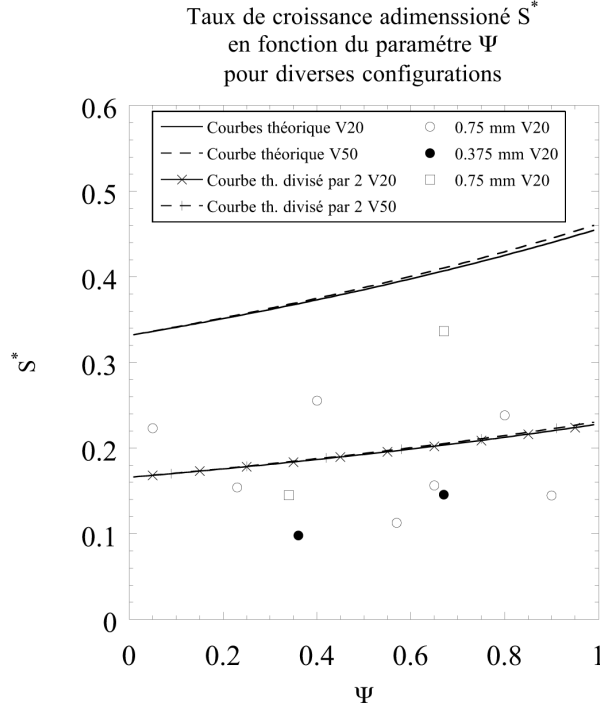 Taux de croissance adimenssioné S*
en fonction du paramétre Ψ
pour diverses configurations
0.6
0.5
0.4
0.3
0.2
0.1
0
Courbes théorique V20
Courbe théorique V50
Courbe th. divisé par 2 V20
Courbe th. divisé par 2 V50
0.75 mm V20
0.375 mm V20
0.75 mm V20
S*
0 0.2 0.4 0.6 0.8 1
Ψ